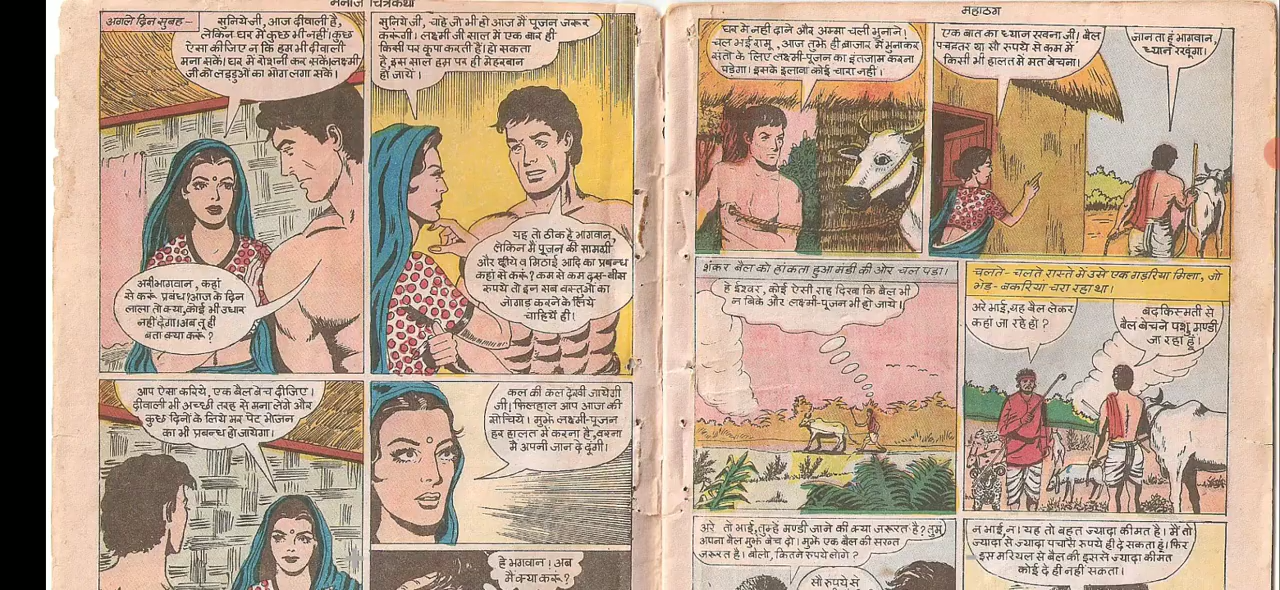 मनोज चित्रकथा
अगले दिन सुबह-
सुनिये जी, आज दीवाली है,
लेकिन घर में कुछ भी नहीं। कुछ
ऐसा कीजिए न कि हम भी दीवाली
मना सकें। घर में रोशनी कर सकें। लक्ष्मी
जी को लड्डुओं का भोग लगा सकें।
अरी भागवान, कहां
से करूं प्रबंध! आज के दिन
लाला तो क्या, कोई भी उधार
नहीं देगा। अब तू ही
बता क्या करूं?
सुनिये जी, चाहे जो भी हो आज मैं पूजन जरूर
करूंगी। लक्ष्मी जी साल में एक बार ही
किसी पर कृपा करती हैं। हो सकता
है, इस साल हम पर ही मेहरबान
हो जायें।
यह तो ठीक है भागवान,
लेकिन मैं पूजन की सामग्री
और दीये व मिठाई आदि का प्रबन्ध
कहां से करूं? कम से कम दस-बीस
रुपये तो इन सब वस्तुओं का
जोगाड़ करने के लिये
चाहियें ही।
आप ऐसा करिये, एक बैल बेच दीजिए।
दीवाली भी अच्छी तरह से मना लेंगे और
कुछ दिनों के लिये भर पेट भोजन
का भी प्रबन्ध हो जायेगा।
कल की कल देखी जायेगी
जी। फिलहाल आप आज की
सोचिये। मुझे लक्ष्मी-पूजन
हर हालत में करना है, वरना
मैं अपनी जान दे दूंगी।
हे भगवान। अब
मैं क्या करूं?
महाठग
घर में नहीं दाने और अम्मा चली भुनाने।
चल भई रामू, आज तुझे ही बाजार में भुनाकर
संतो के लिए लक्ष्मी-पूजन का इंतजाम करना
पड़ेगा। इसके इलावा कोई चारा नहीं।
एक बात का ध्यान रखना जी। बैल
पचहतर या सौ रुपये से कम में
किसी भी हालत में मत बेचना।
जानता हूं भागवान,
ध्यान रखूंगा।
शंकर बैल को हांकता हुआ मंडी की ओर चल पड़ा।
हे ईश्वर, कोई ऐसी राह दिखा कि बैल भी
न बिके और लक्ष्मी-पूजन भी हो जाये।
चलते-चलते रास्ते में उसे एक गड़रिया मिला, जो
भेड़-बकरियां चरा रहा था।
अरे भाई, यह बैल लेकर
कहां जा रहे हो?
बदकिस्मती से
बैल बेचने पशु मण्डी
जा रहा हूं।
अरे तो भाई, तुम्हें मण्डी जाने की क्या जरूरत है? तुम
अपना बैल मुझे बेच दो। मुझे एक बैल की सख्त
जरूरत है। बोलो, कितने रुपये लोगे?
सौ रुपये से
न भाई न। यह तो बहुत ज्यादा कीमत है। मैं तो
ज्यादा से ज्यादा पचास रुपये ही दे सकता हूं। फिर
इस मरियल से बैल की इससे ज्यादा कीमत
कोई दे ही नहीं सकता।